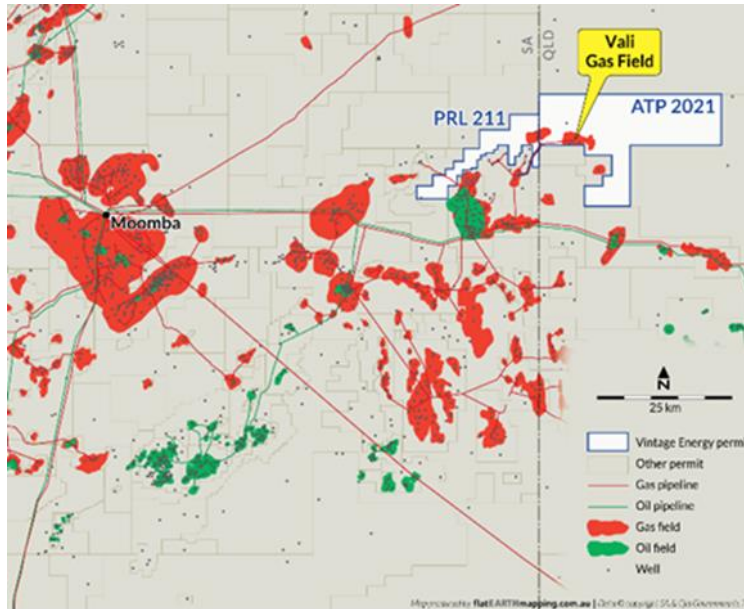 SA
QLD
Vali
Gas Field
PRL 211
ATP 2021
Moomba
N
25 km
Vintage Energy perm
Other permit
Gas pipeline
Oil pipeline
Gas field
Oil field
Well
flatEARTHmapping.com.au |